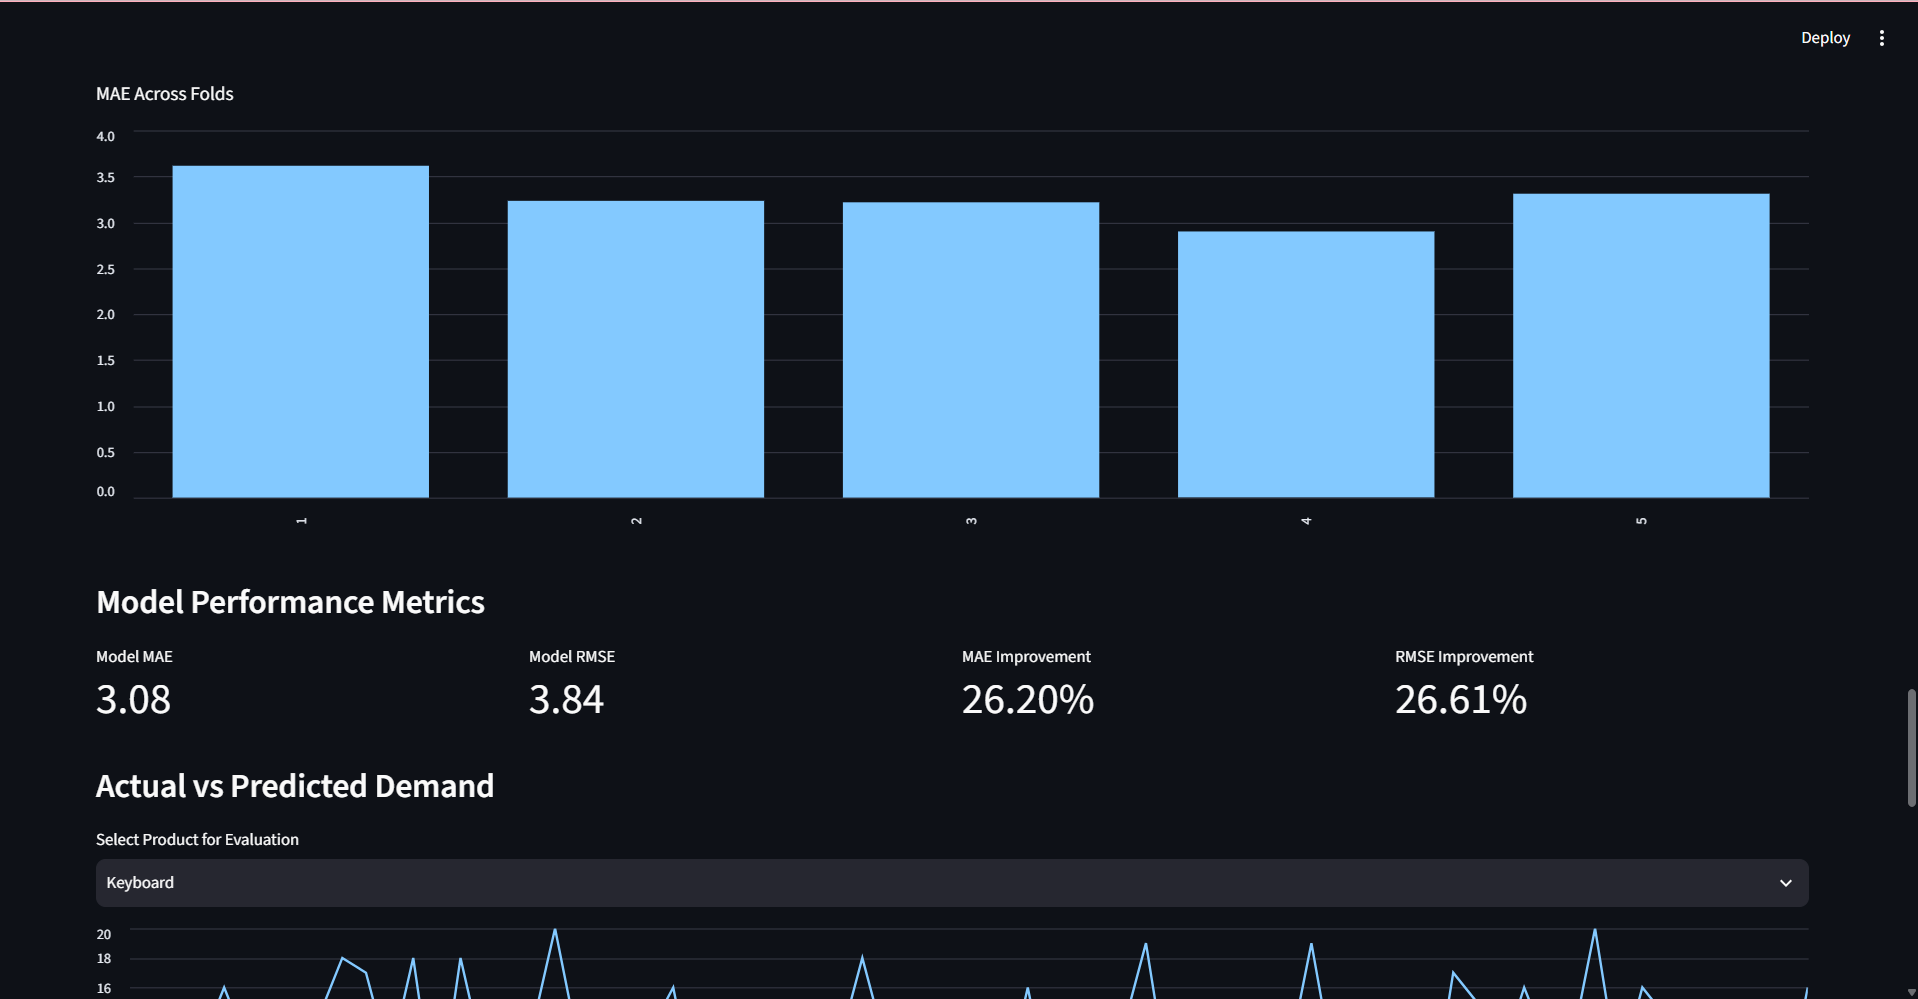 Deploy
MAE Across Folds
4.0
3.5
3.0
2.5
2.0
1.5
1.0
0.5
0.0
1 2 3 4 5
Model Performance Metrics
Model MAE Model RMSE MAE Improvement RMSE Improvement
3.08 3.84 26.20% 26.61%
Actual vs Predicted Demand
Select Product for Evaluation
Keyboard
20
18
16